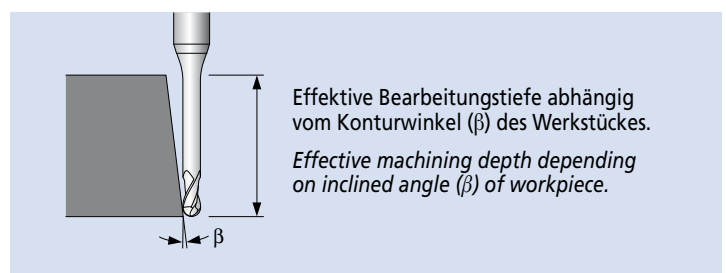 Effektive Bearbeitungstiefe abhängig
vom Konturwinkel (β) des Werkstückes.
Effective machining depth depending
on inclined angle (β) of workpiece.
β